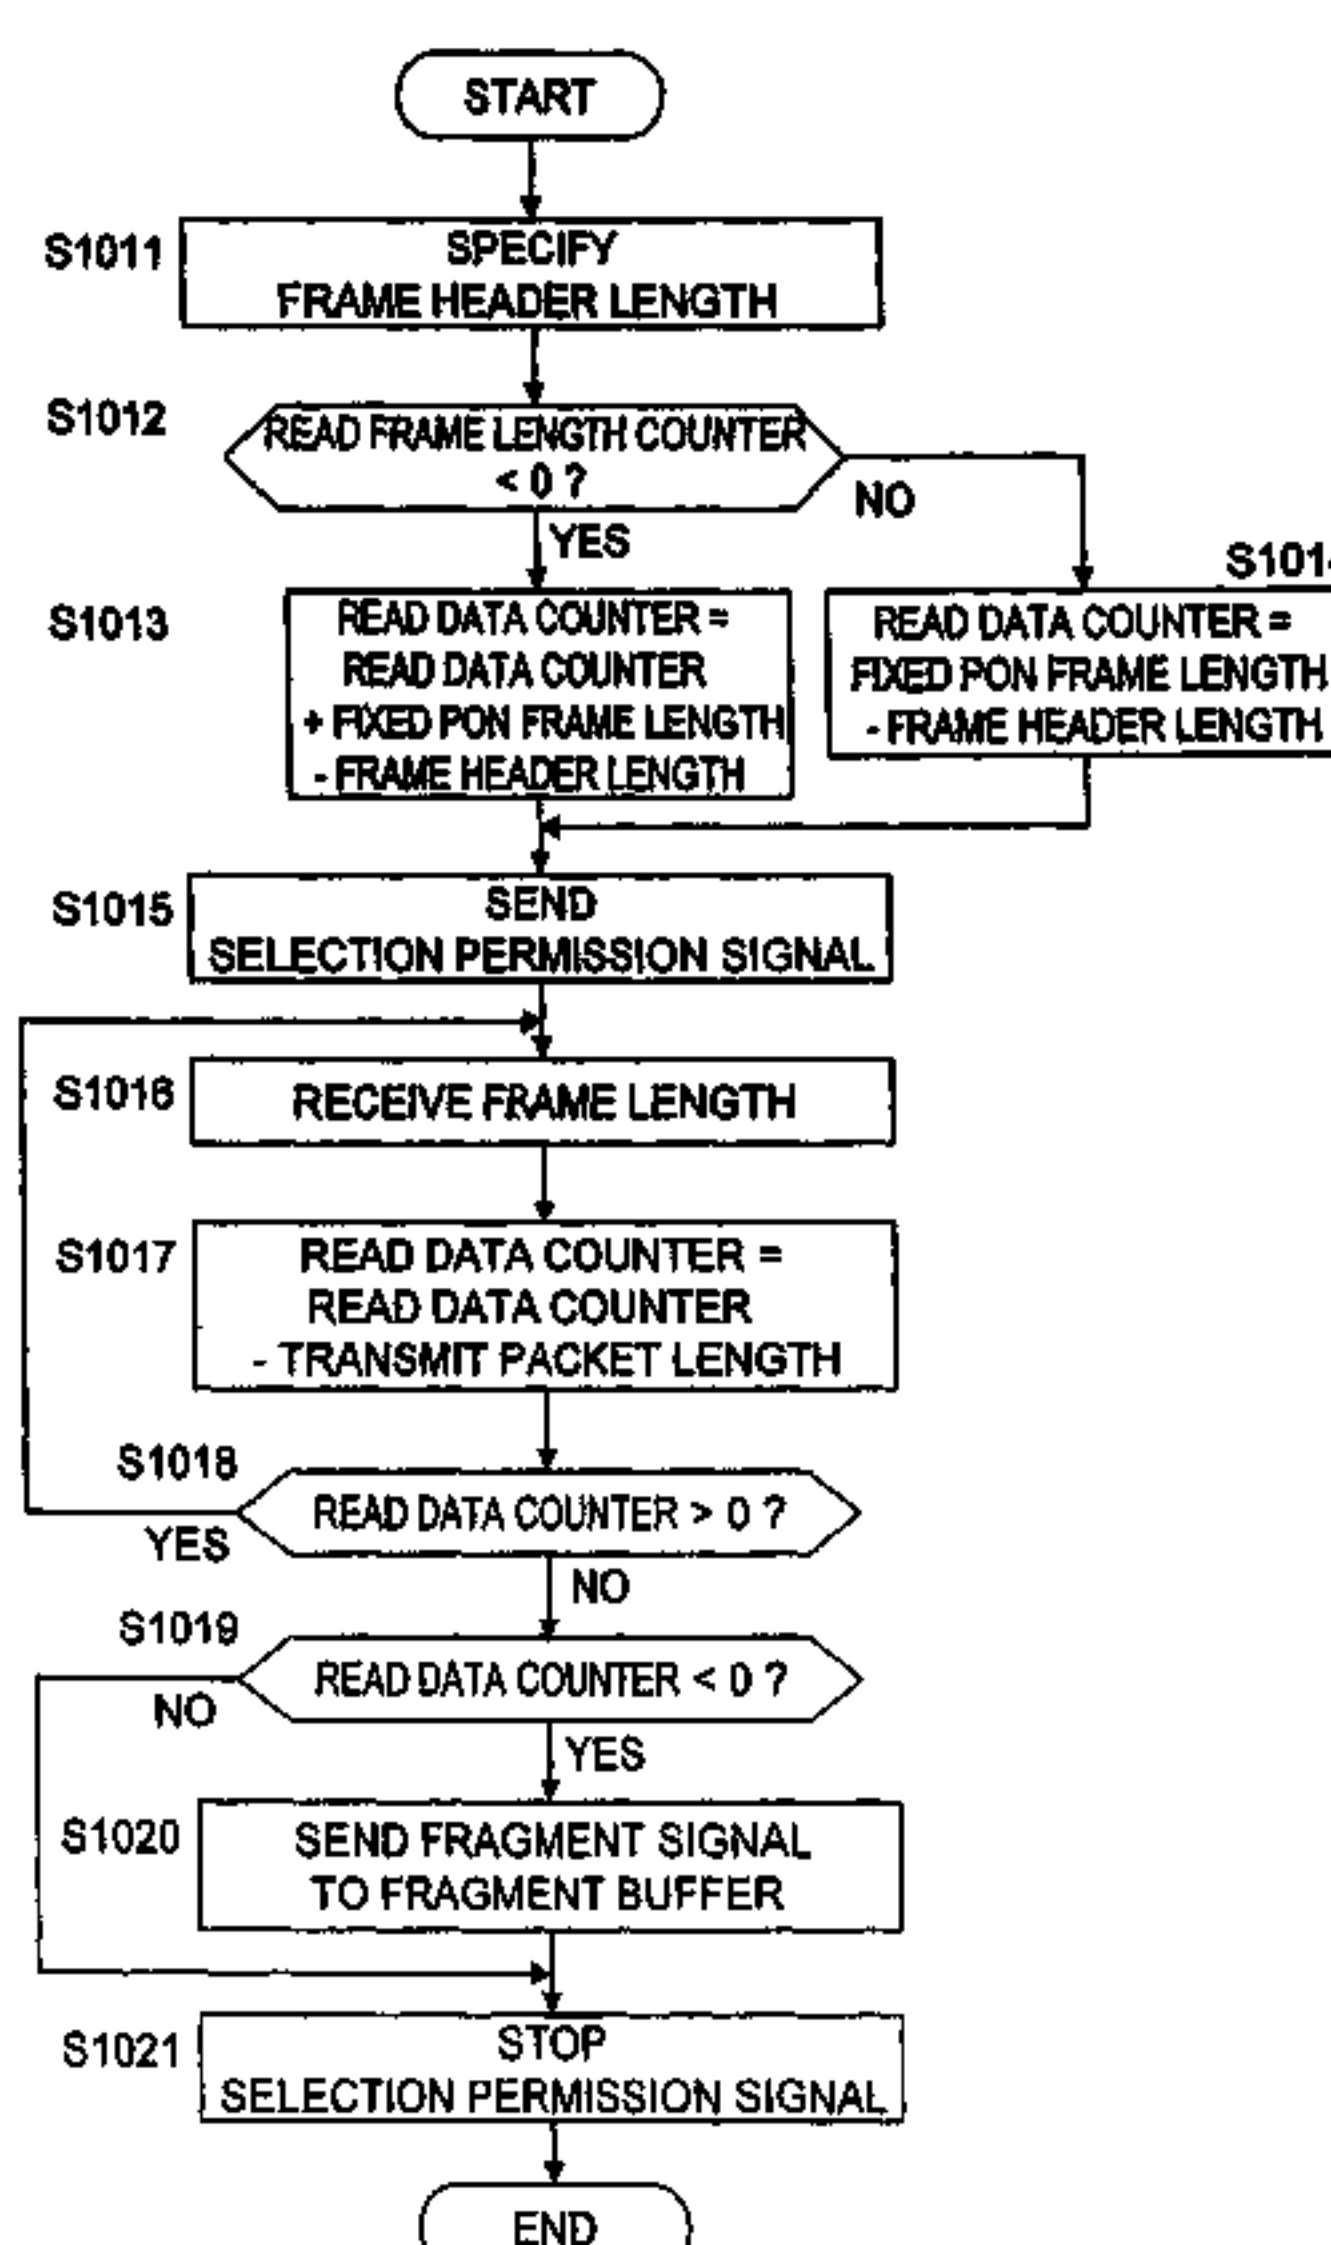 START
S1011
SPECIFY
FRAME HEADER LENGTH
S1012
READ FRAME LENGTH COUNTER
< 0 ?
NO
YES
S1013
READ DATA COUNTER =
READ DATA COUNTER
+ FIXED PON FRAME LENGTH
- FRAME HEADER LENGTH
S1014
READ DATA COUNTER =
FIXED PON FRAME LENGTH
- FRAME HEADER LENGTH
S1015
SEND
SELECTION PERMISSION SIGNAL
S1016
RECEIVE FRAME LENGTH
S1017
READ DATA COUNTER =
READ DATA COUNTER
- TRANSMIT PACKET LENGTH
S1018
READ DATA COUNTER > 0 ?
YES
NO
S1019
READ DATA COUNTER < 0 ?
NO
YES
S1020
SEND FRAGMENT SIGNAL
TO FRAGMENT BUFFER
S1021
STOP
SELECTION PERMISSION SIGNAL
END